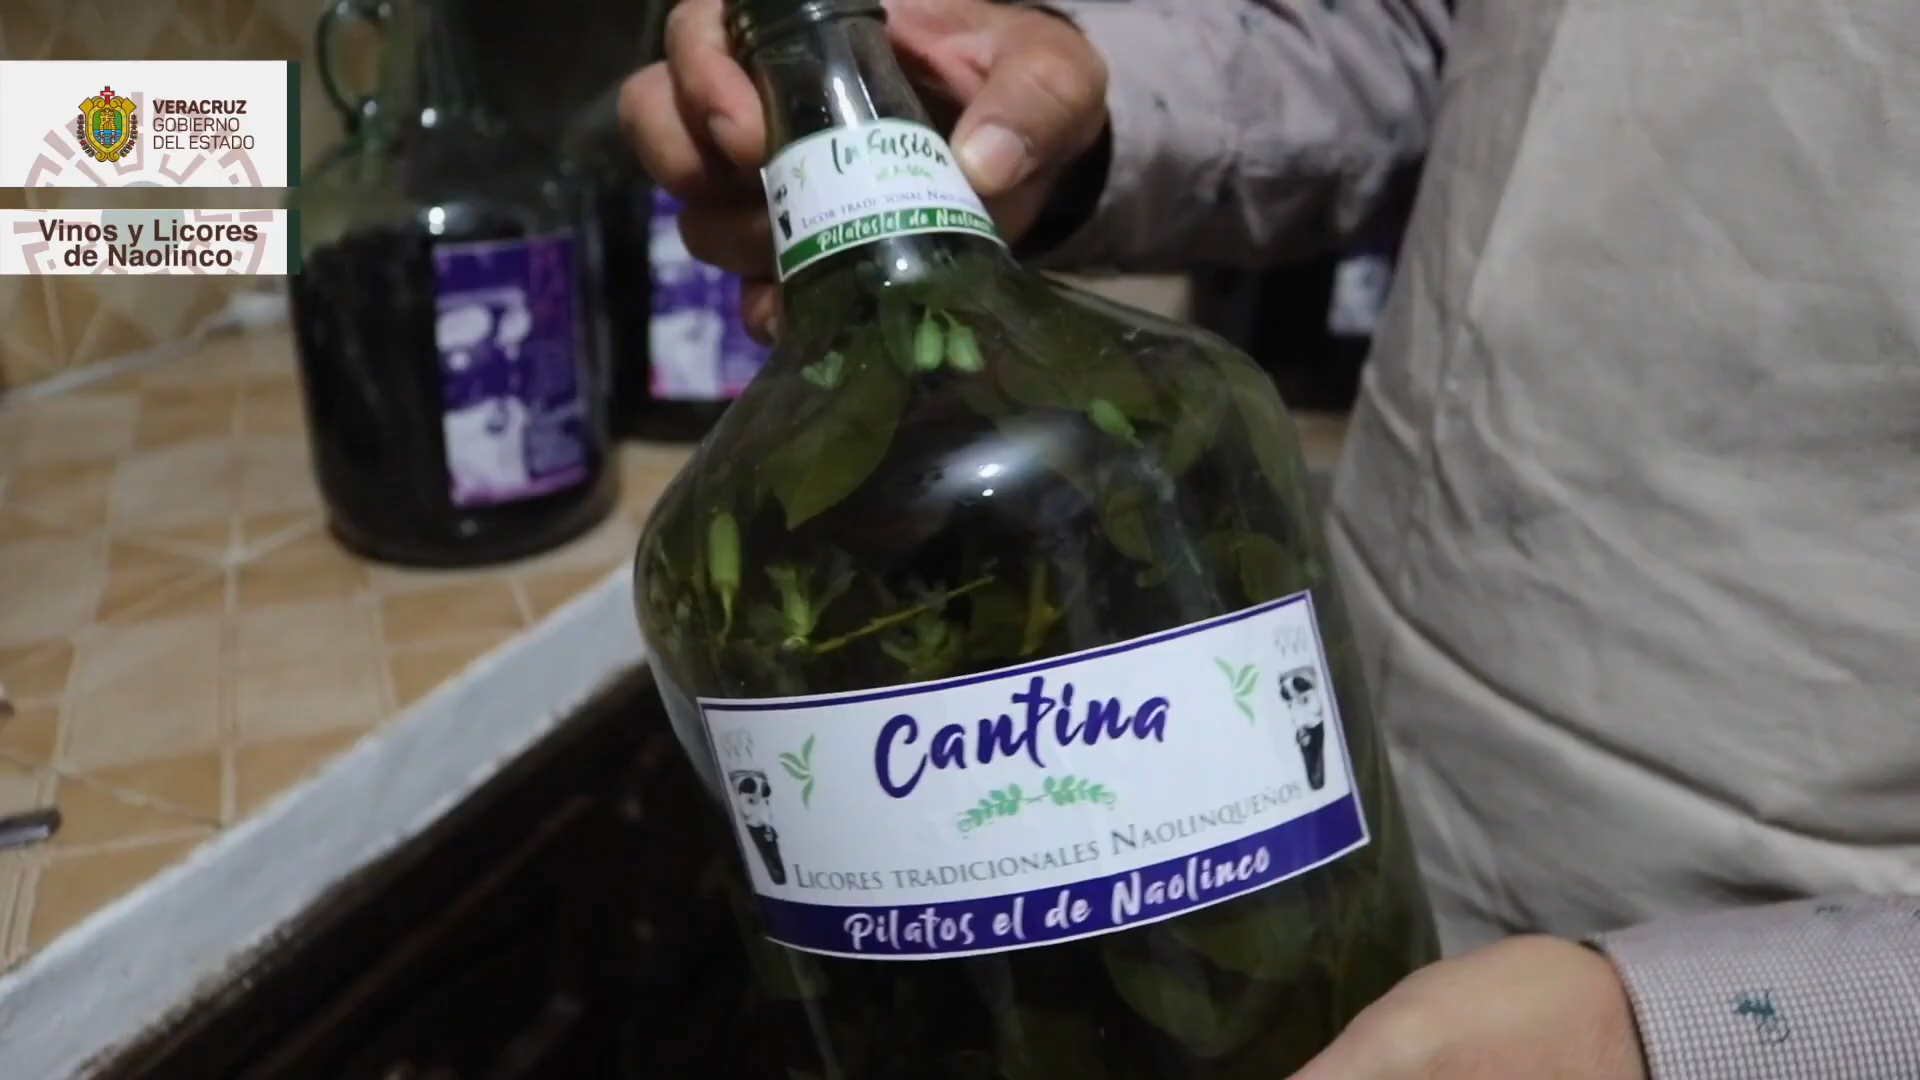 VERACRUZ
GOBIERNO
DEL ESTADO
Vinos y Licores
de Naolinco
Infusión
LICOR TRADICIONAL
Pilatos el de Naolinco
Cantina
LICORES TRADICIONALES NAOLINQUEÑOS
Pilatos el de Naolinco